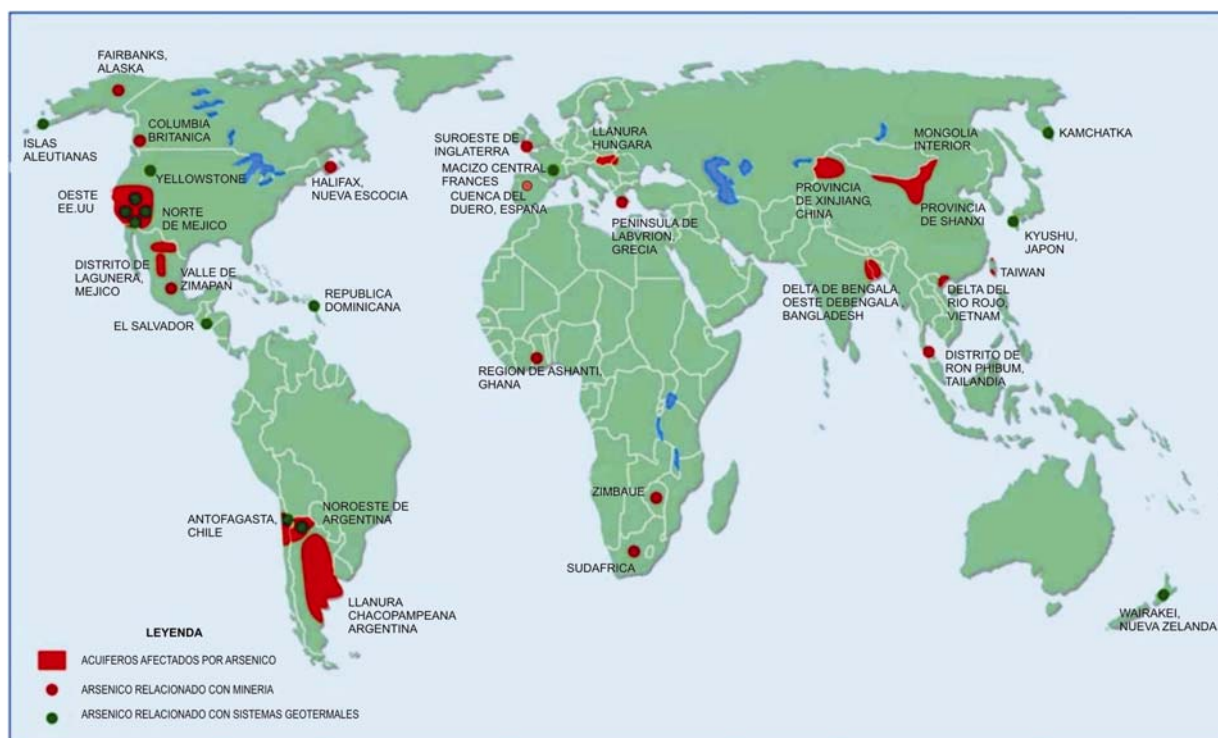 FAIRBANKS,
ALASKA
ISLAS
ALEUTIANAS
COLUMBIA
BRITANICA
YELLOWSTONE
HALIFAX,
NUEVA ESCOCIA
OESTE
EE.UU
NORTE
DE MEJICO
DISTRITO DE
LAGUNERA,
MEJICO
VALLE DE
ZIMAPAN
REPUBLICA
DOMINICANA
EL SALVADOR
SUROESTE DE
INGLATERRA
LLANURA
HUNGARA
MACIZO CENTRAL
FRANCES
CUENCA DEL
DUERO, ESPAÑA
PENINSULA DE
LABVRION,
GRECIA
MONGOLIA
INTERIOR
KAMCHATKA
PROVINCIA
DE XINJIANG,
CHINA
PROVINCIA
DE SHANXI
KYUSHU,
JAPON
TAIWAN
DELTA DE BENGALA,
OESTE DEBENGALA,
BANGLADESH
DELTA DEL
RIO ROJO,
VIETNAM
DISTRITO DE
RON PHIBUM,
TAILANDIA
REGION DE ASHANTI,
GHANA
ZIMBAUE
SUDAFRICA
ANTOFAGASTA,
CHILE
NOROESTE DE
ARGENTINA
LLANURA
CHACOPAMPEANA
ARGENTINA
WAIRAKEI,
NUEVA ZELANDA
LEYENDA
ACUIFEROS AFECTADOS POR ARSENICO
ARSENICO RELACIONADO CON MINERIA
ARSENICO RELACIONADO CON SISTEMAS GEOTERMALES